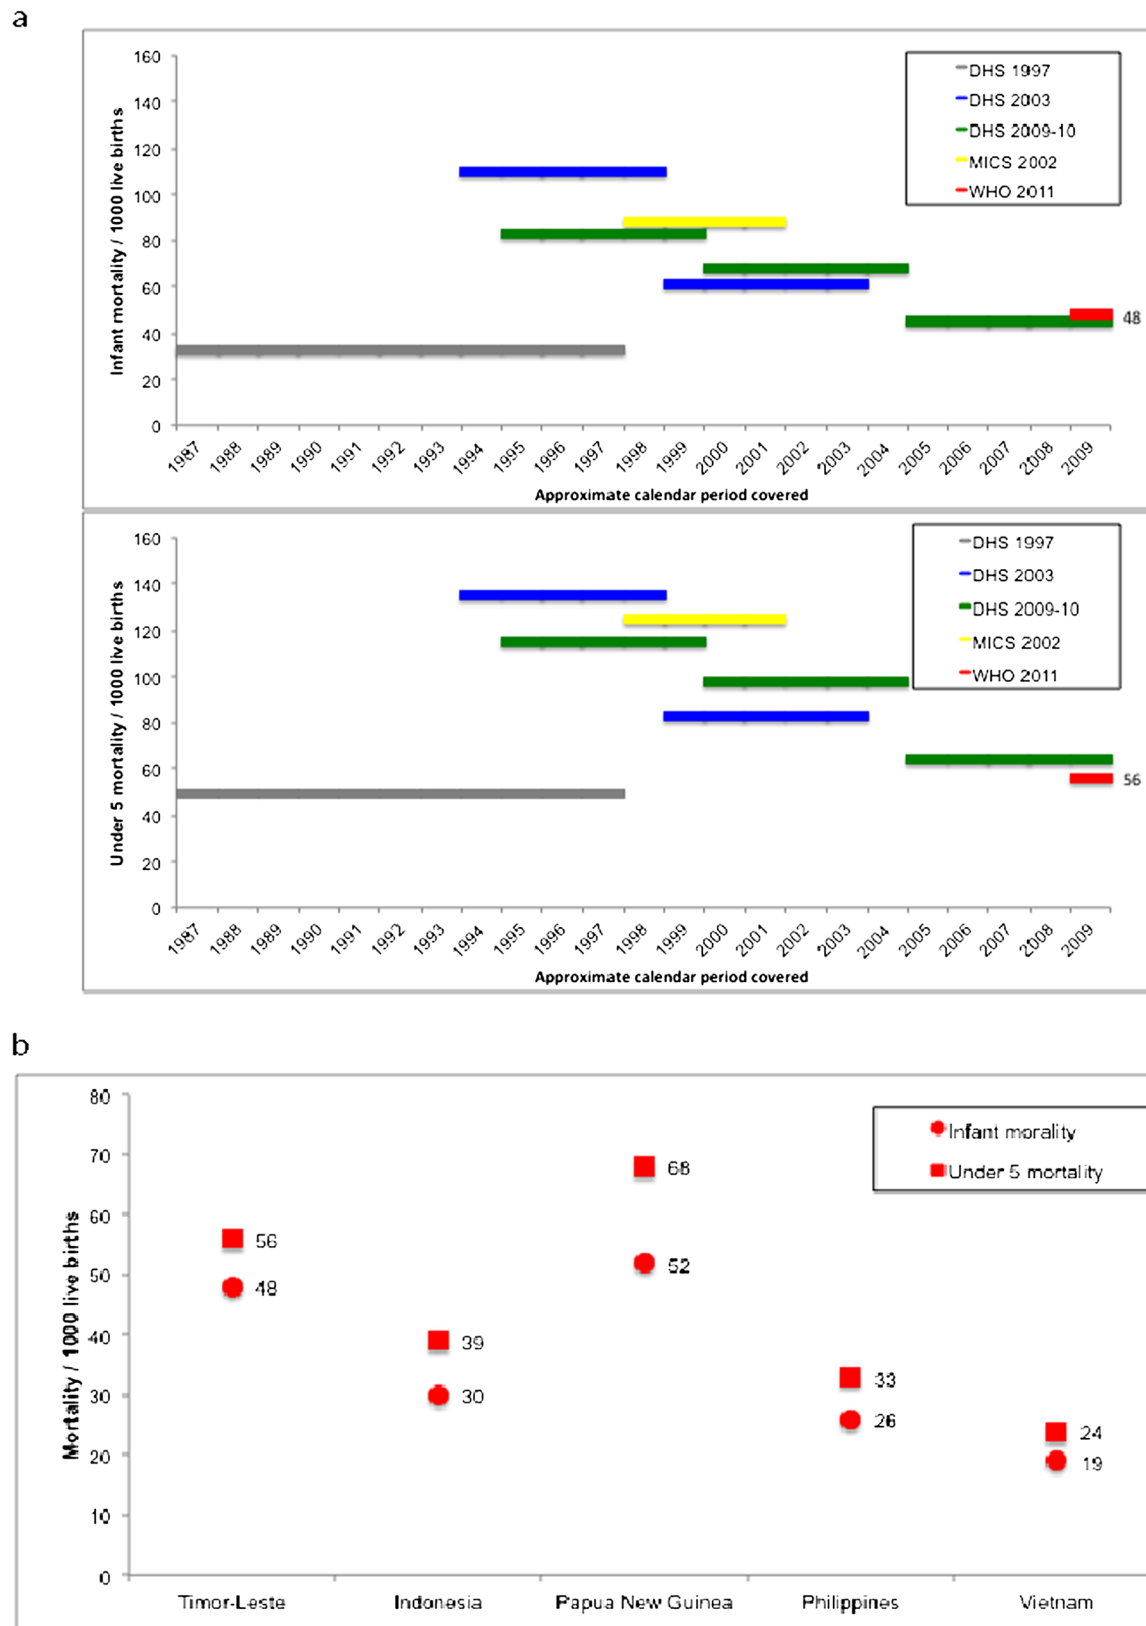 a
160
140
120
100
80
60
40
20
0
Infant mortality / 1000 live births
DHS 1997
DHS 2003
DHS 2009-10
MICS 2002
WHO 2011
48
1987 1988 1989 1990 1991 1992 1993 1994 1995 1996 1997 1998 1999 2000 2001 2002 2003 2004 2005 2006 2007 2008 2009
Approximate calendar period covered
160
140
120
100
80
60
40
20
0
Under 5 mortality / 1000 live births
DHS 1997
DHS 2003
DHS 2009-10
MICS 2002
WHO 2011
56
1987 1988 1989 1990 1991 1992 1993 1994 1995 1996 1997 1998 1999 2000 2001 2002 2003 2004 2005 2006 2007 2008 2009
Approximate calendar period covered
b
80
70
60
50
40
30
20
10
0
Mortality / 1000 live births
Infant morality
Under 5 mortality
68
56
52
48
39
30
33
26
24
19
Timor-Leste Indonesia Papua New Guinea Philippines Vietnam